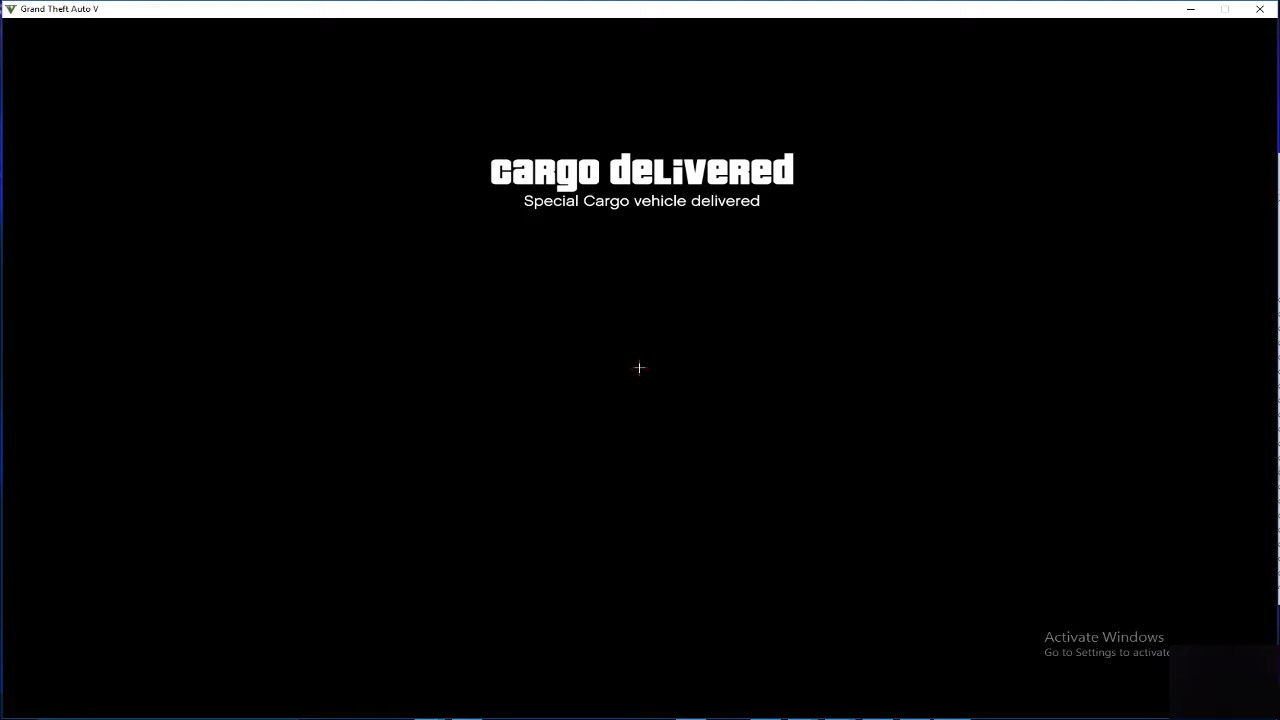 Grand Theft Auto V
cargo delivered
Special Cargo vehicle delivered
Activate Windows
Go to Settings to activate